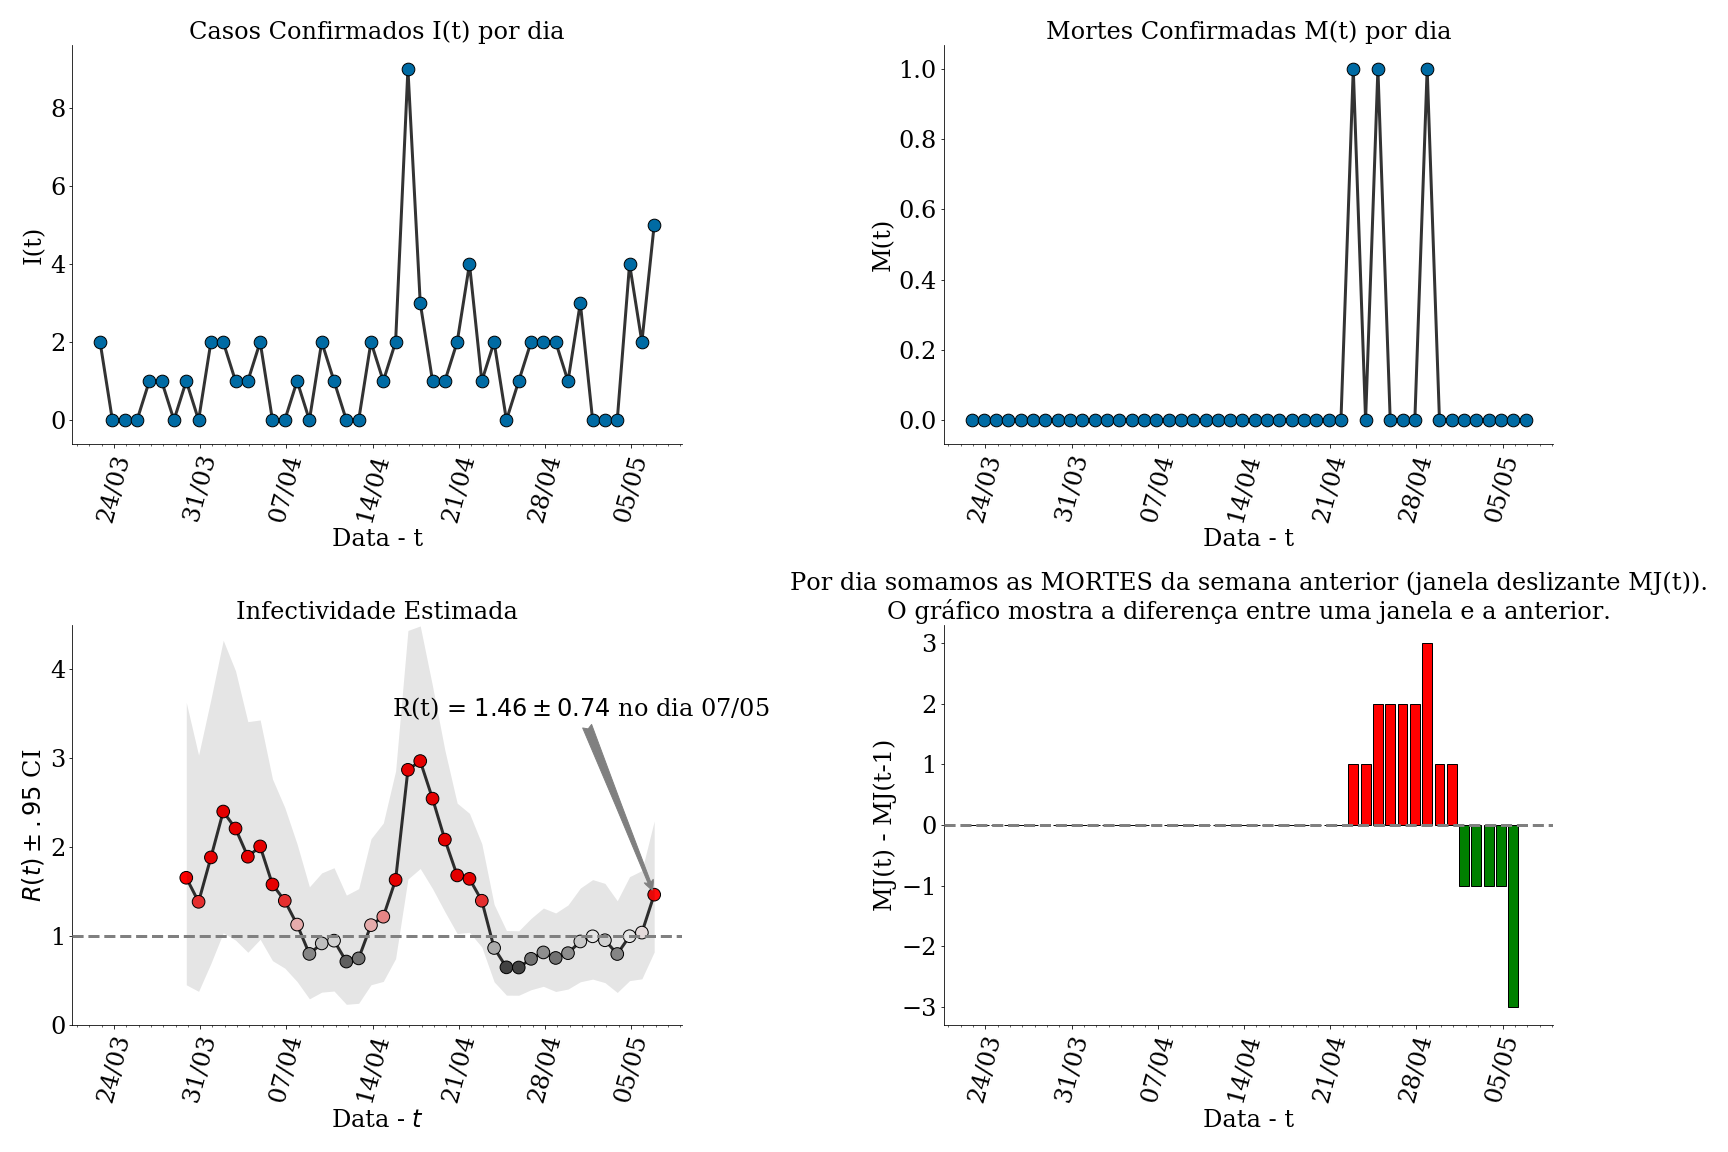 Casos Confirmados I(t) por dia
I(t)
8
6
4
2
0
24/03 31/03 07/04 14/04 21/04 28/04 05/05
Data - t
Mortes Confirmadas M(t) por dia
M(t)
1.0
0.8
0.6
0.4
0.2
0.0
24/03 31/03 07/04 14/04 21/04 28/04 05/05
Data - t
Infectividade Estimada
R(t) ± .95 CI
4
3
2
1
0
R(t) = 1.46 ± 0.74 no dia 07/05
24/03 31/03 07/04 14/04 21/04 28/04 05/05
Data - t
Por dia somamos as MORTES da semana anterior (janela deslizante MJ(t)).
O gráfico mostra a diferença entre uma janela e a anterior.
MJ(t) - MJ(t-1)
3
2
1
0
−1
−2
−3
24/03 31/03 07/04 14/04 21/04 28/04 05/05
Data - t